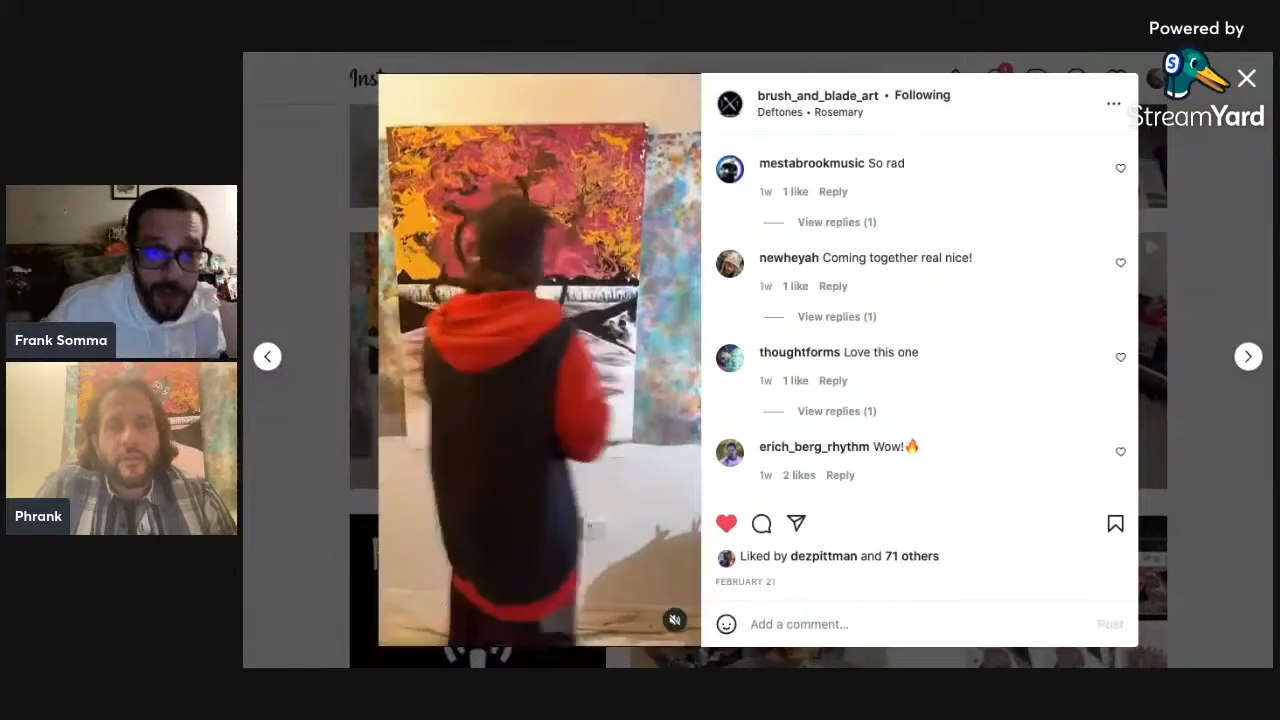 Powered by
StreamYard
Inst
brush_and_blade_art • Following
Deftones • Rosemary
mestabrookmusic So rad
1w 1 like Reply
View replies (1)
newheyah Coming together real nice!
1w 1 like Reply
View replies (1)
thoughtforms Love this one
1w 1 like Reply
View replies (1)
erich_berg_rhythm Wow!🔥
1w 2 likes Reply
Liked by dezpittman and 71 others
FEBRUARY 21
Add a comment...
Post
Frank Somma
Phrank